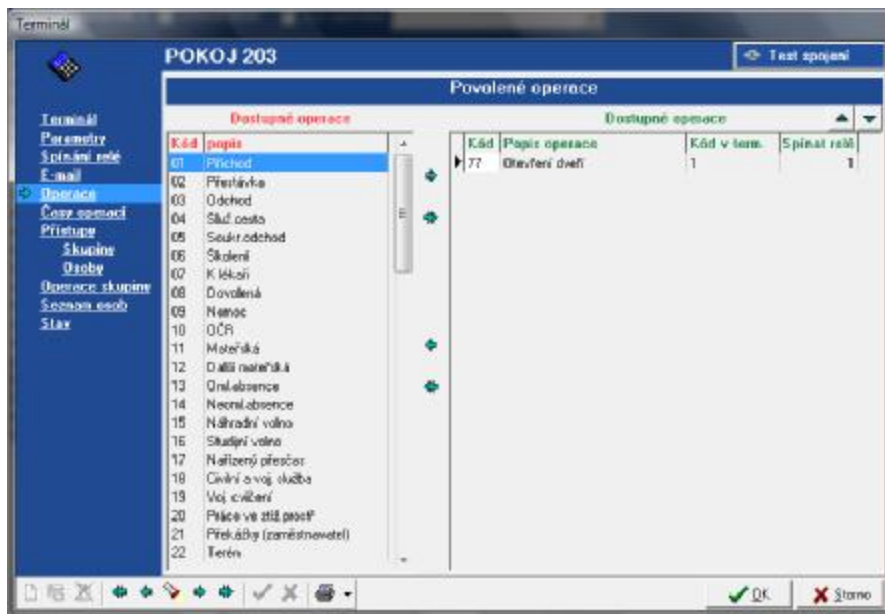 Terminál
POKOJ 203
Test spojení
Povolené operace
Terminál
Parametry
Spínání relé
E-mail
Operace
Časy operací
Přístupy
Skupiny
Osoby
Operace skupiny
Seznam osob
Stav
Dostupné operace
Kód popis
01 Příchod
02 Přestávka
03 Odchod
04 Služ.cesta
05 Soukr.odchod
06 Školení
07 K lékaři
08 Dovolená
09 Nemoc
10 OČR
11 Mateřská
12 Další mateřská
13 Oml.absence
14 Neoml.absence
15 Náhradní volno
16 Studijní volno
17 Nařízený přesčas
18 Civilní a voj. služba
19 Voj. cvičení
20 Práce ve ztíž.prostř
21 Překážky (zaměstnavatel)
22 Terén
Dostupné operace
Kód Popis operace Kód v term. Spínat relé
77 Otevření dveří 1 1
OK
Storno